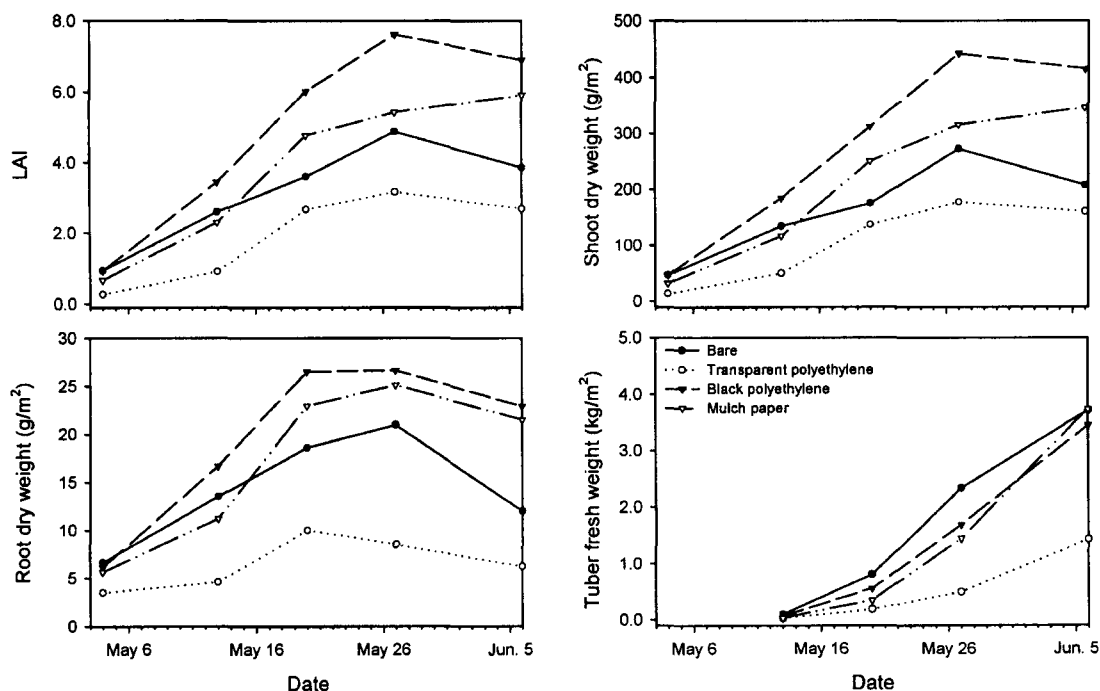 8.0
6.0
4.0
2.0
0.0
LAI
500
400
300
200
100
0
Shoot dry weight (g/m²)
30
25
20
15
10
5
0
Root dry weight (g/m²)
May 6
May 16
May 26
Jun. 5
Date
5.0
4.0
3.0
2.0
1.0
0.0
Tuber fresh weight (kg/m²)
Bare
Transparent polyethylene
Black polyethylene
Mulch paper
May 6
May 16
May 26
Jun. 5
Date